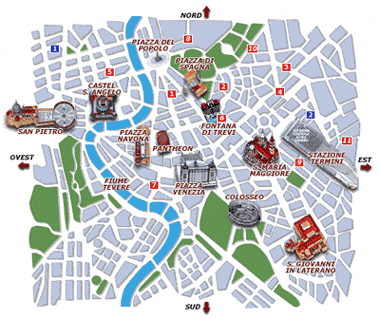 NORD
8
PIAZZA DEL
POPOLO
10
1
PIAZZA DI
SPAGNA
3
5
CASTEL
S. ANGELO
2
1
4
SAN PIETRO
6
FONTANA
DI TREVI
2
PIAZZA
NAVONA
PANTHEON
11
OVEST
S. MARIA
MAGGIORE
STAZIONE
TERMINI
EST
9
FIUME
TEVERE
7
PIAZZA
VENEZIA
COLOSSEO
S. GIOVANNI
IN LATERANO
SUD